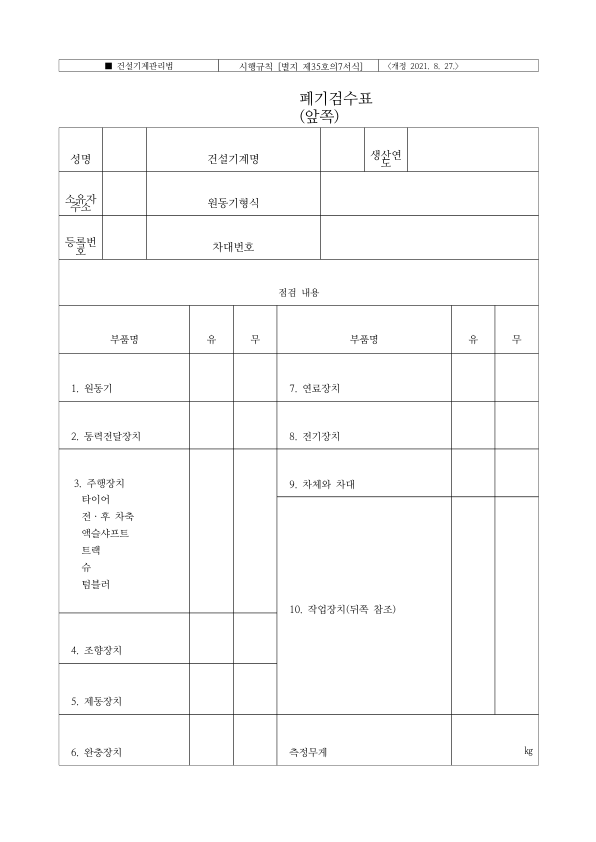 ■ 건설기계관리법 시행규칙 [별지 제35호의7서식] 〈개정 2021. 8. 27.〉
폐기검수표
(앞쪽)
성명 건설기계명 생산연
도
소유자
주소 원동기형식
등록번
호 차대번호
점검 내용
부품명 유 무 부품명 유 무
1. 원동기 7. 연료장치
2. 동력전달장치 8. 전기장치
3. 주행장치 9. 차체와 차대
타이어
전ㆍ후 차축
액슬샤프트
트랙
슈
텀블러
10. 작업장치(뒤쪽 참조)
4. 조향장치
5. 제동장치
6. 완충장치 측정무게 ㎏